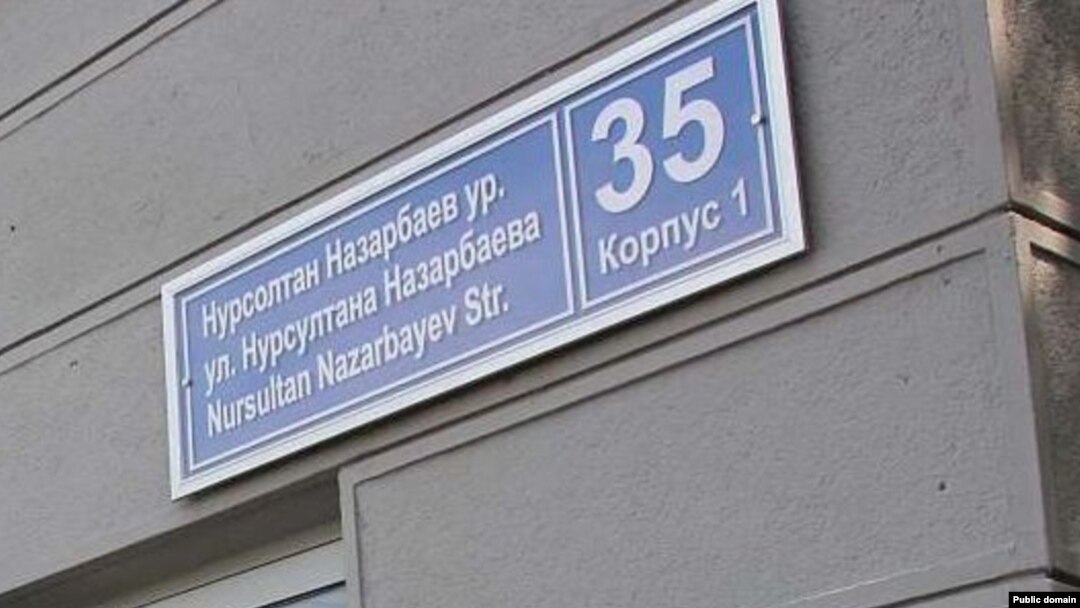 Нурсолтан Назарбаев ур.
ул. Нурсултана Назарбаева
Nursultan Nazarbayev Str.
35
Корпус 1
Public domain